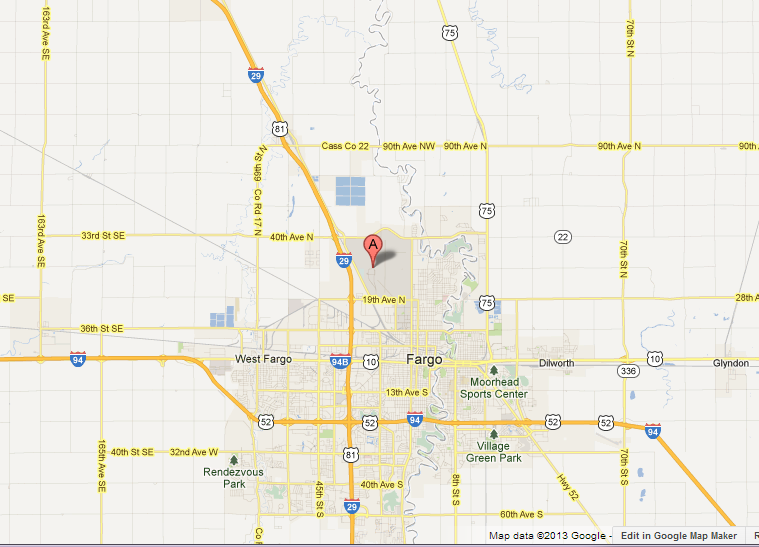 163rd Ave SE
70th St N
75
29
81
Cass Co 22
90th Ave NW
90th Ave N
90th Ave N
90th
Co Rd 17 N
163rd Ave SE
75
33rd St SE
40th Ave N
A
22
70th St N
29
SE
19th Ave N
75
28th A
36th St SE
94
West Fargo
94B
10
Fargo
Dilworth
10
Glyndon
336
Moorhead
Sports Center
13th Ave S
52
52
94
52
52
94
165th Ave SE
40th St SE
32nd Ave W
81
Village
Green Park
Rendezvous
Park
45th St S
40th Ave S
8th St S
Hwy 52
70th St S
29
60th Ave S
Co R
Map data ©2013 Google -
Edit in Google Map Maker
R